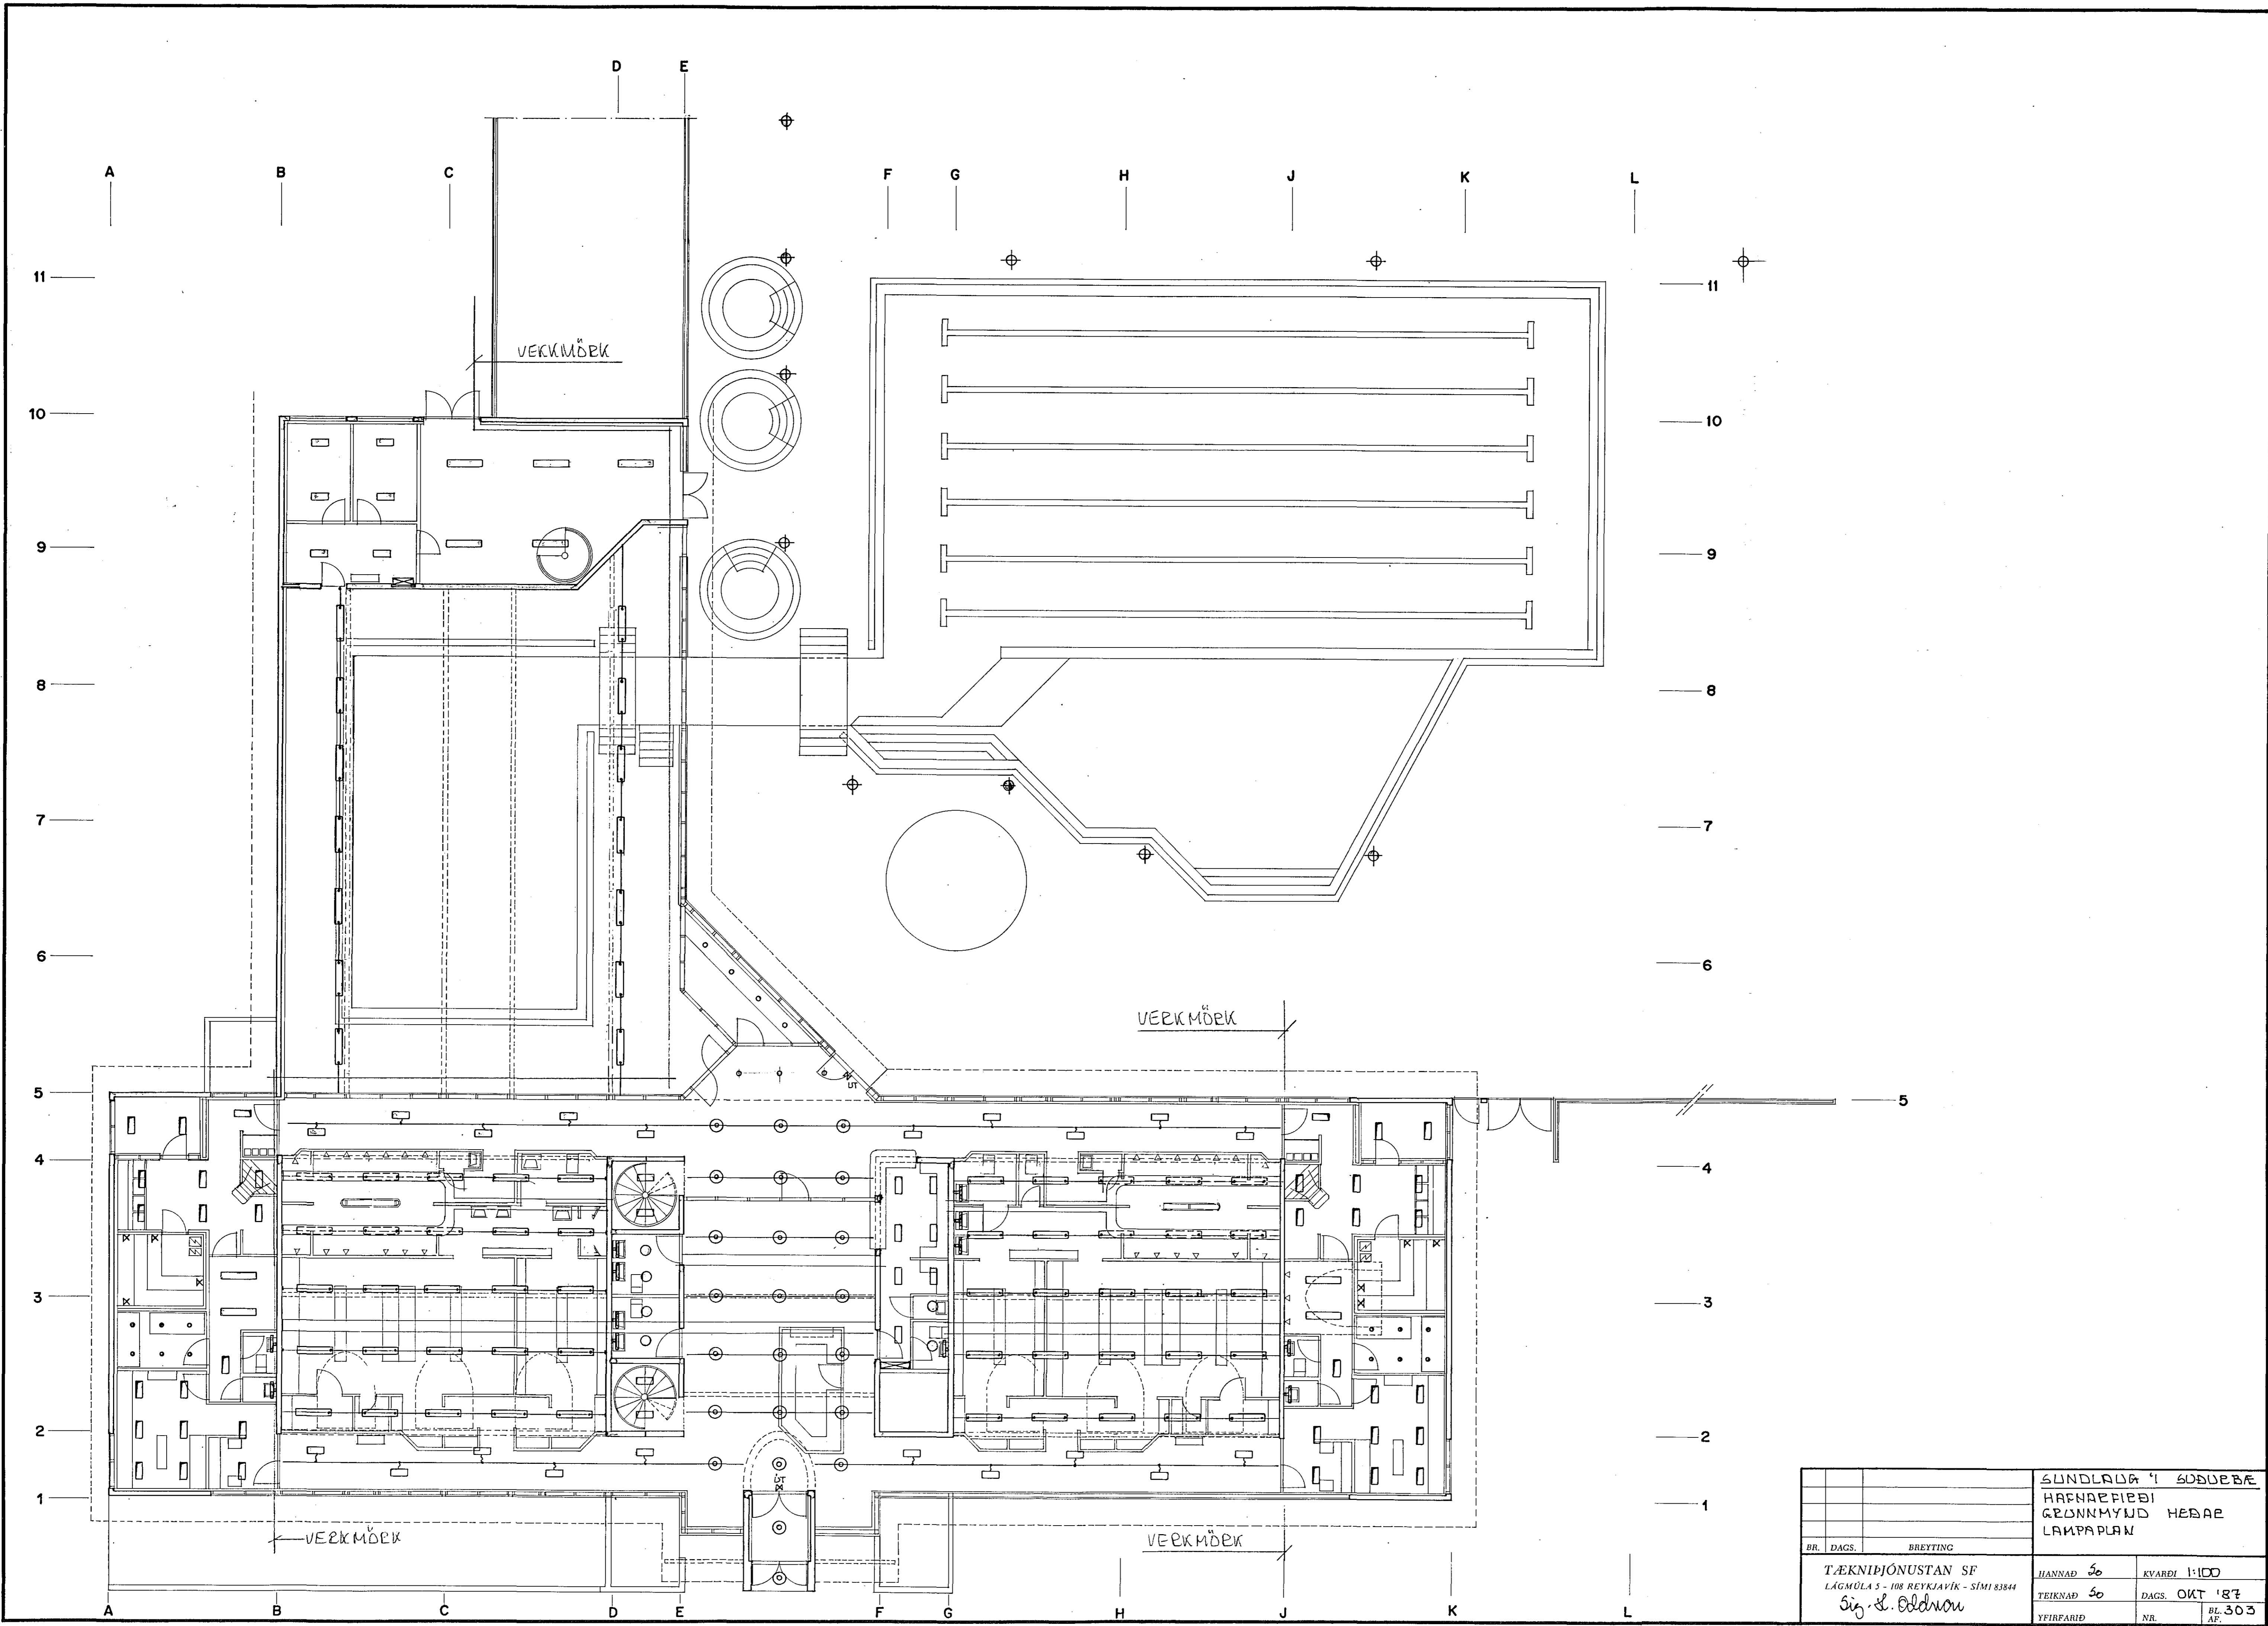 D E
A B C F G H J K L
11 11
VERKMÖRK
10 10
9 9
8 8
7 7
6 6
VERKMÖRK
ÚT
5 5
4 4
3 3
2 2
ÚT
1 1
VERKMÖRK VERKMÖRK
A B C D E F G H J K L
SUNDLAUG Í SUÐURBÆ
HAFNARFIRÐI
GRUNNMYND HÆÐAR
LAMPAPLAN
BR. DAGS. BREYTING
TÆKNIÞJÓNUSTAN SF
LÁGMÚLA 5 - 108 REYKJAVÍK - SÍMI 83844
HANNAÐ SO KVARÐI 1:100
TEIKNAÐ SO DAGS. OKT '87
YFIRFARIÐ NR. BL. 303
AF.